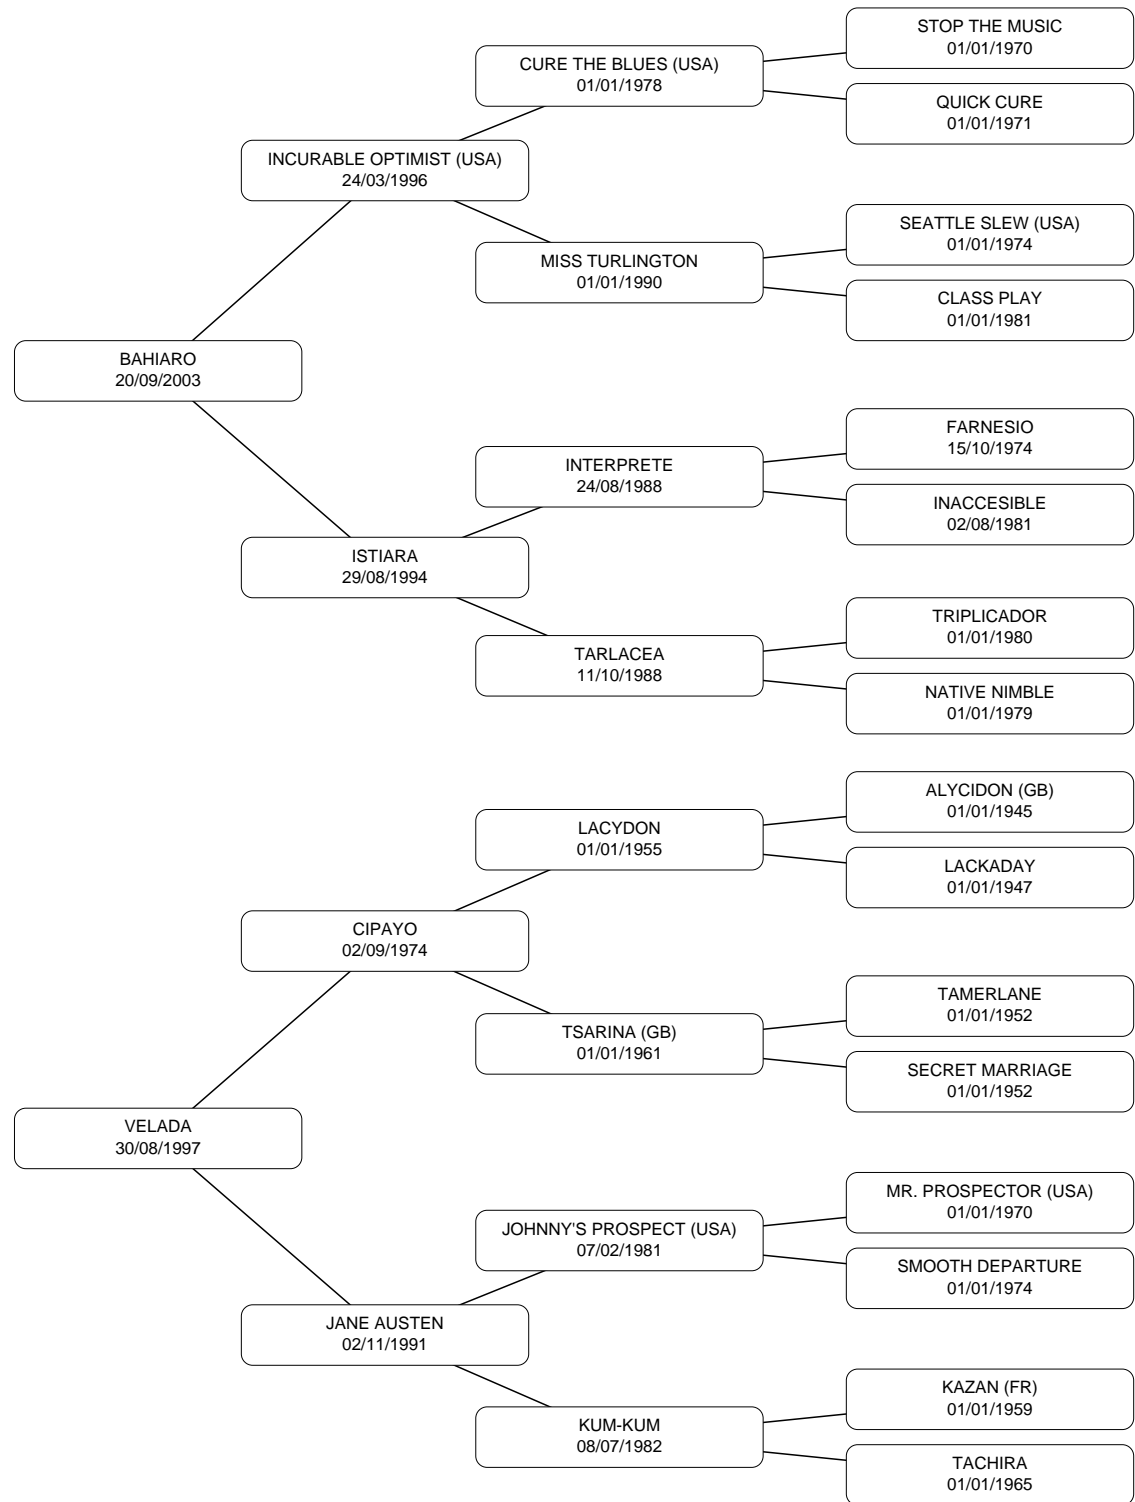 STOP THE MUSIC
01/01/1970
CURE THE BLUES (USA)
01/01/1978
QUICK CURE
01/01/1971
INCURABLE OPTIMIST (USA)
24/03/1996
SEATTLE SLEW (USA)
01/01/1974
MISS TURLINGTON
01/01/1990
CLASS PLAY
01/01/1981
BAHIARO
20/09/2003
FARNESIO
15/10/1974
INTERPRETE
24/08/1988
INACCESIBLE
02/08/1981
ISTIARA
29/08/1994
TRIPLICADOR
01/01/1980
TARLACEA
11/10/1988
NATIVE NIMBLE
01/01/1979
ALYCIDON (GB)
01/01/1945
LACYDON
01/01/1955
LACKADAY
01/01/1947
CIPAYO
02/09/1974
TAMERLANE
01/01/1952
TSARINA (GB)
01/01/1961
SECRET MARRIAGE
01/01/1952
VELADA
30/08/1997
MR. PROSPECTOR (USA)
01/01/1970
JOHNNY'S PROSPECT (USA)
07/02/1981
SMOOTH DEPARTURE
01/01/1974
JANE AUSTEN
02/11/1991
KAZAN (FR)
01/01/1959
KUM-KUM
08/07/1982
TACHIRA
01/01/1965